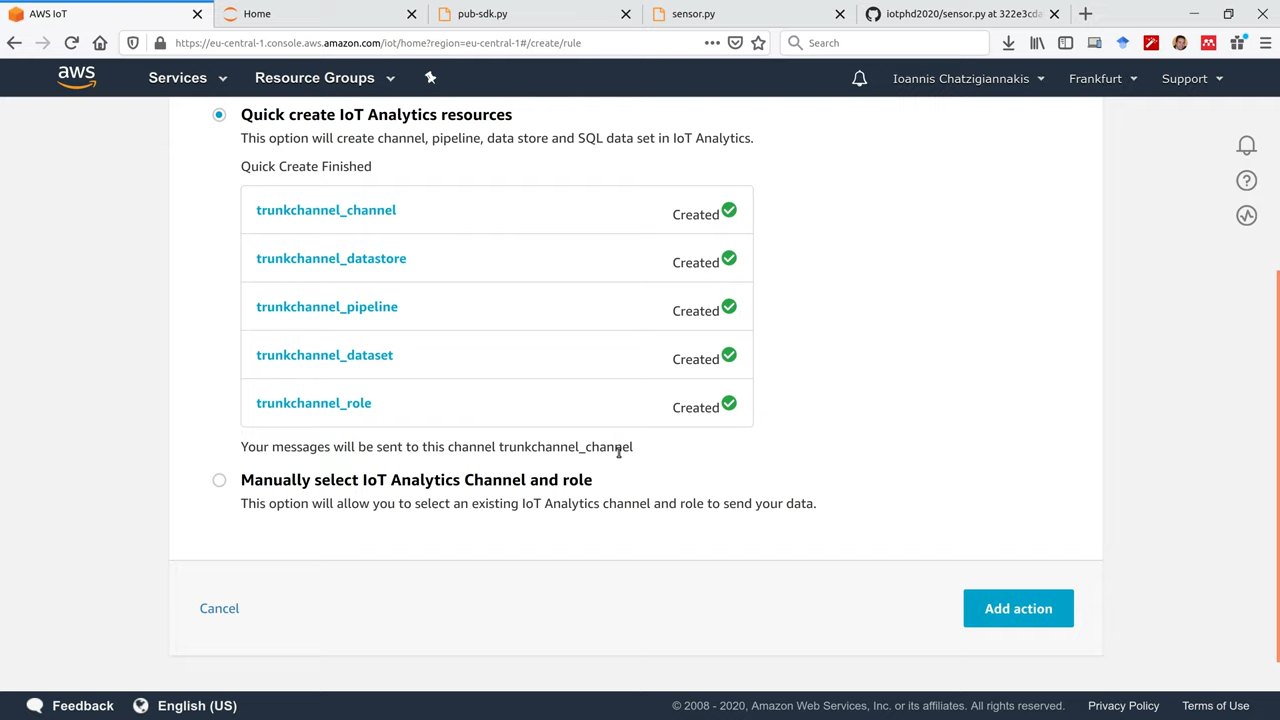 AWS IoT
Home
pub-sdk.py
sensor.py
iotphd2020/sensor.py at 322e3cda
https://eu-central-1.console.aws.amazon.com/iot/home?region=eu-central-1#/create/rule
Search
aws
Services
Resource Groups
Ioannis Chatzigiannakis
Frankfurt
Support
Quick create IoT Analytics resources
This option will create channel, pipeline, data store and SQL data set in IoT Analytics.
Quick Create Finished
trunkchannel_channel Created
trunkchannel_datastore Created
trunkchannel_pipeline Created
trunkchannel_dataset Created
trunkchannel_role Created
Your messages will be sent to this channel trunkchannel_channel
Manually select IoT Analytics Channel and role
This option will allow you to select an existing IoT Analytics channel and role to send your data.
Cancel
Add action
Feedback
English (US)
© 2008 - 2020, Amazon Web Services, Inc. or its affiliates. All rights reserved.
Privacy Policy
Terms of Use